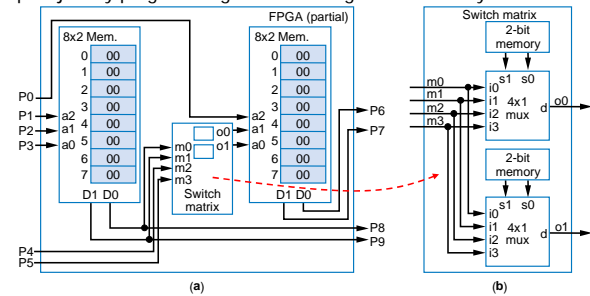 FPGA (partial)
8x2 Mem.
0 00
1 00
2 00
3 00
4 00
5 00
6 00
7 00
D1 D0
a2
a1
a0
P0
P1
P2
P3
P4
P5
o0
o1
m0
m1
m2
m3
Switch
matrix
8x2 Mem.
0 00
1 00
2 00
3 00
4 00
5 00
6 00
7 00
D1 D0
a2
a1
a0
P6
P7
P8
P9
(a)
Switch matrix
2-bit
memory
s1 s0
m0
m1
m2
m3
i0
i1
i2
i3
4x1
mux
d
o0
2-bit
memory
s1 s0
i0
i1
i2
i3
4x1
mux
d
o1
(b)